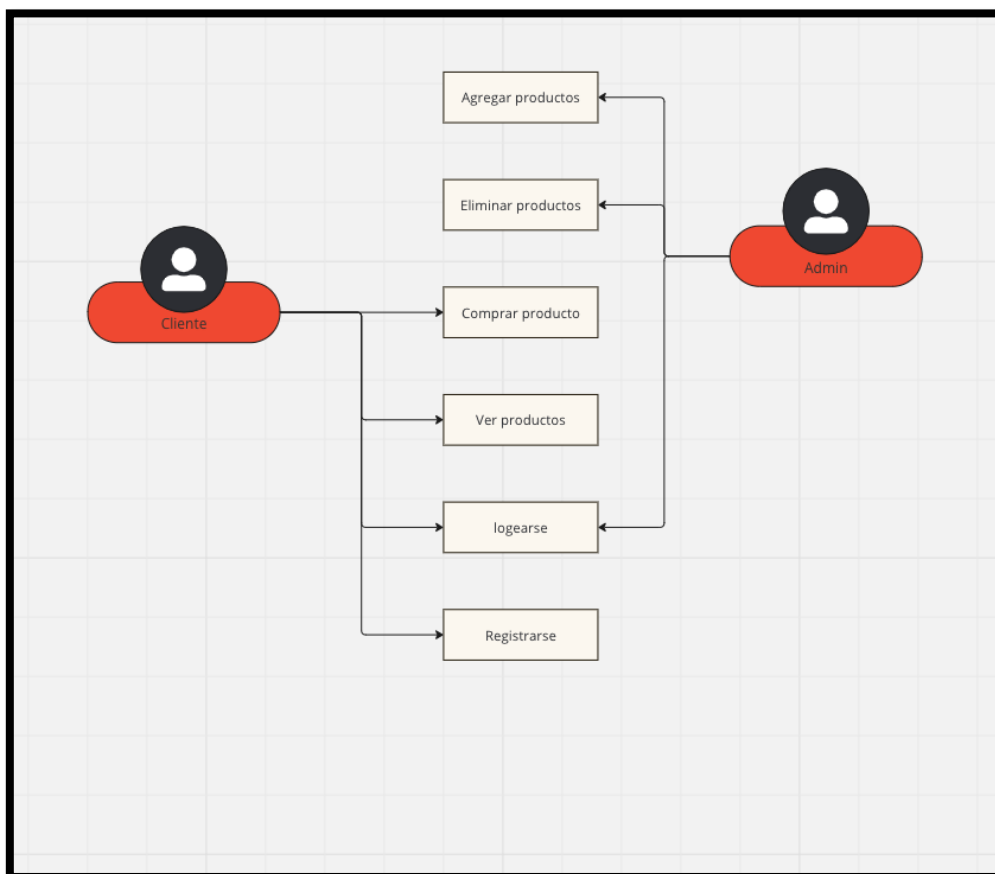 Agregar productos
Eliminar productos
Admin
Comprar producto
Cliente
Ver productos
logearse
Registrarse